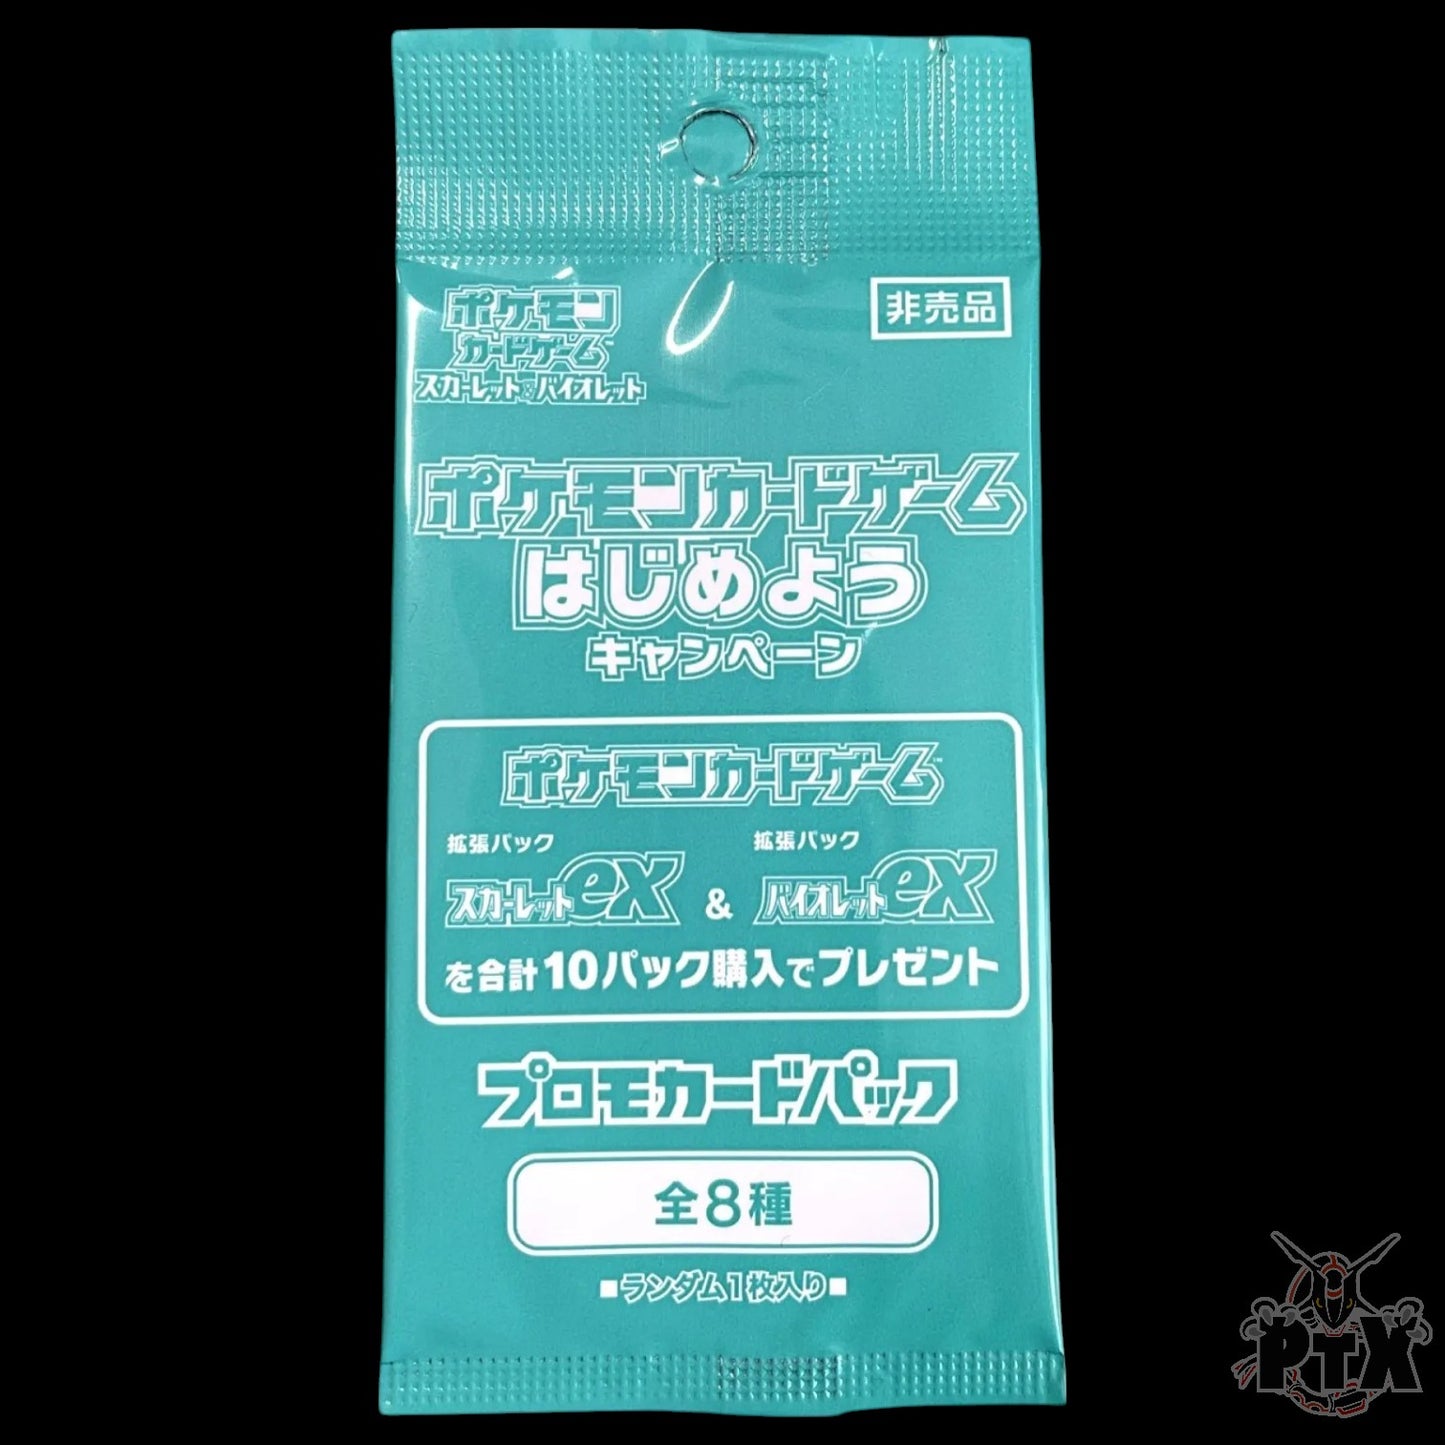 ポケモン
カードゲーム
スカーレット&バイオレット
非売品
ポケモンカードゲーム
はじめよう
キャンペーン
ポケモンカードゲーム
拡張パック
スカーレットex
&
拡張パック
バイオレットex
を合計10パック購入でプレゼント
プロモカードパック
全8種
■ランダム1枚入り■
PTX